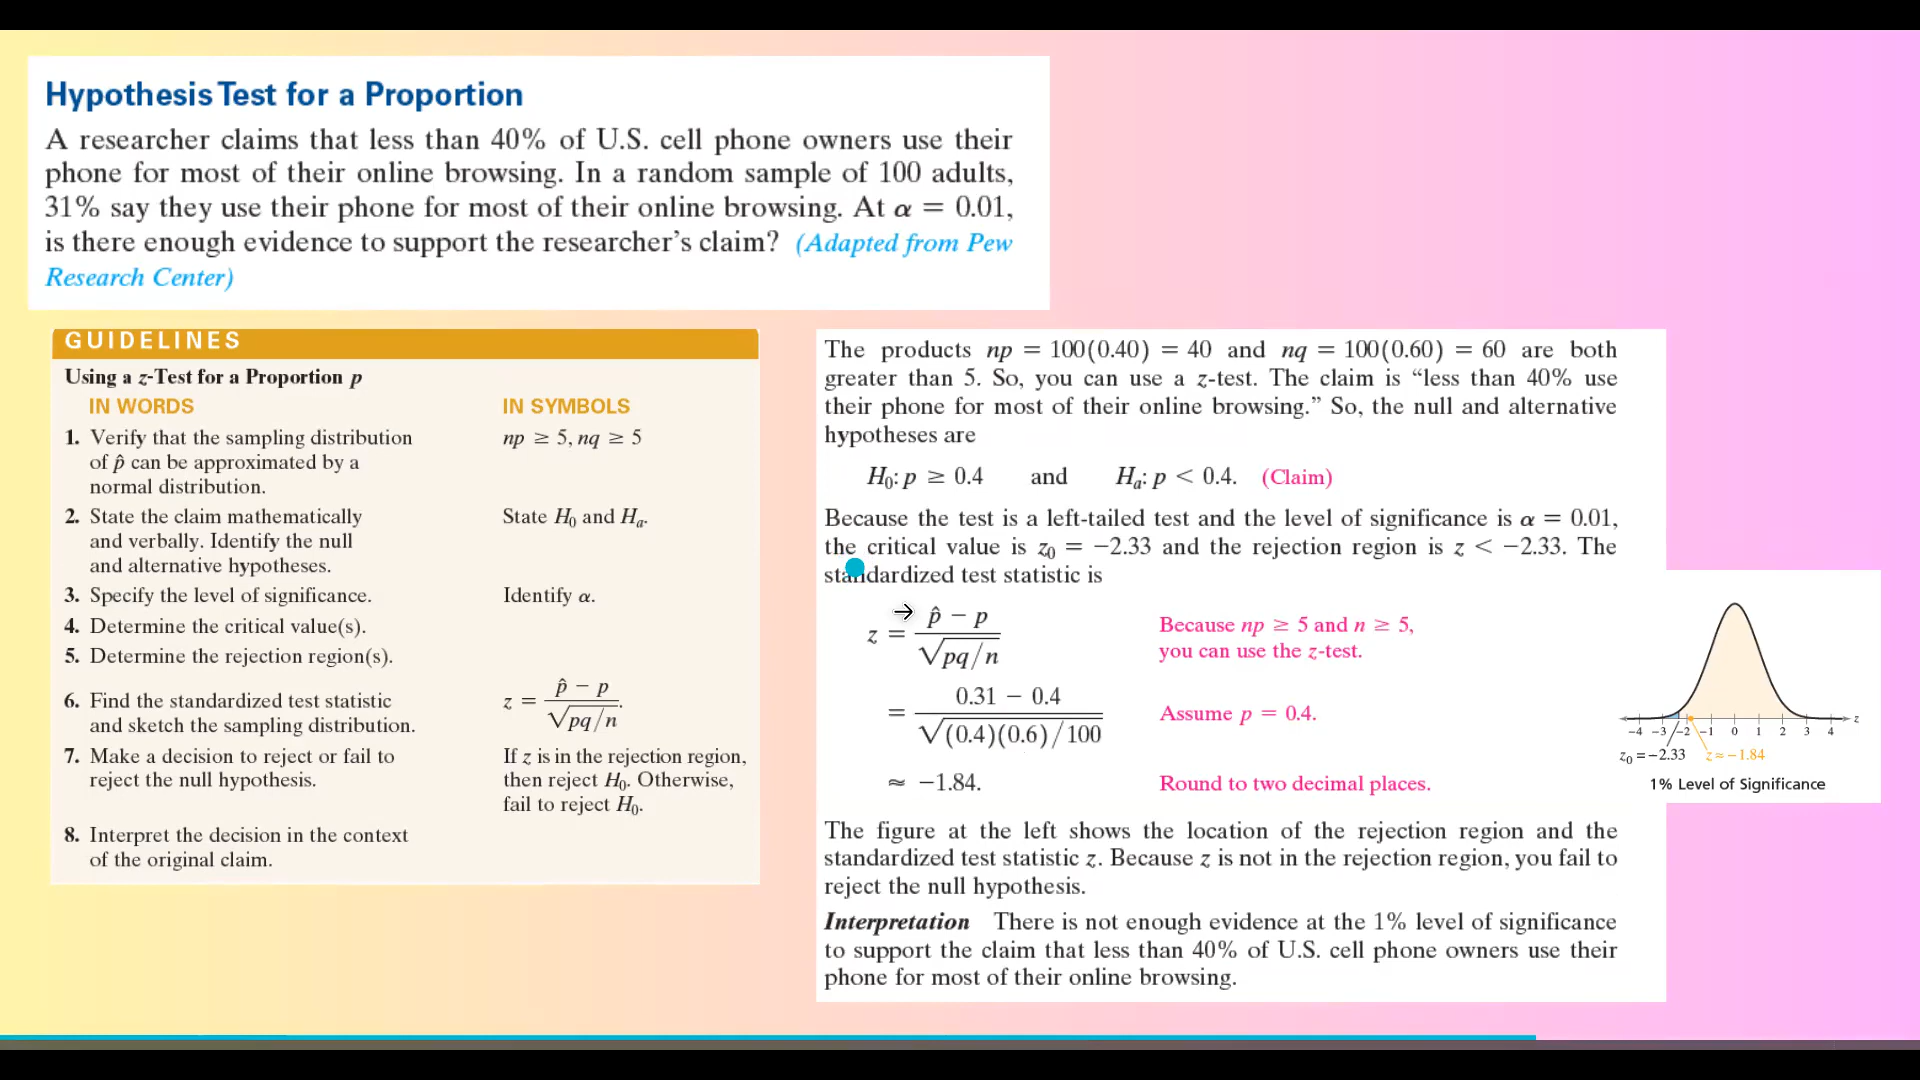 Hypothesis Test for a Proportion
A researcher claims that less than 40% of U.S. cell phone owners use their
phone for most of their online browsing. In a random sample of 100 adults,
31% say they use their phone for most of their online browsing. At α = 0.01,
is there enough evidence to support the researcher's claim? (Adapted from Pew
Research Center)
GUIDELINES
Using a z-Test for a Proportion p
IN WORDS IN SYMBOLS
1. Verify that the sampling distribution np ≥ 5, nq ≥ 5
of p̂ can be approximated by a
normal distribution.
2. State the claim mathematically State H₀ and Hₐ.
and verbally. Identify the null
and alternative hypotheses.
3. Specify the level of significance. Identify α.
4. Determine the critical value(s).
5. Determine the rejection region(s).
6. Find the standardized test statistic z = (p̂ − p)/√(pq/n).
and sketch the sampling distribution.
7. Make a decision to reject or fail to If z is in the rejection region,
reject the null hypothesis. then reject H₀. Otherwise,
fail to reject H₀.
8. Interpret the decision in the context
of the original claim.
The products np = 100(0.40) = 40 and nq = 100(0.60) = 60 are both
greater than 5. So, you can use a z-test. The claim is “less than 40% use
their phone for most of their online browsing.” So, the null and alternative
hypotheses are
H₀: p ≥ 0.4 and Hₐ: p < 0.4. (Claim)
Because the test is a left-tailed test and the level of significance is α = 0.01,
the critical value is z₀ = −2.33 and the rejection region is z < −2.33. The
standardized test statistic is
z = (p̂ − p)/√(pq/n) Because np ≥ 5 and n ≥ 5,
you can use the z-test.
= (0.31 − 0.4)/√((0.4)(0.6)/100) Assume p = 0.4.
≈ −1.84. Round to two decimal places.
The figure at the left shows the location of the rejection region and the
standardized test statistic z. Because z is not in the rejection region, you fail to
reject the null hypothesis.
Interpretation There is not enough evidence at the 1% level of significance
to support the claim that less than 40% of U.S. cell phone owners use their
phone for most of their online browsing.
−4 −3 −2 −1 0 1 2 3 4 z
z₀ = −2.33 z ≈ −1.84
1% Level of Significance